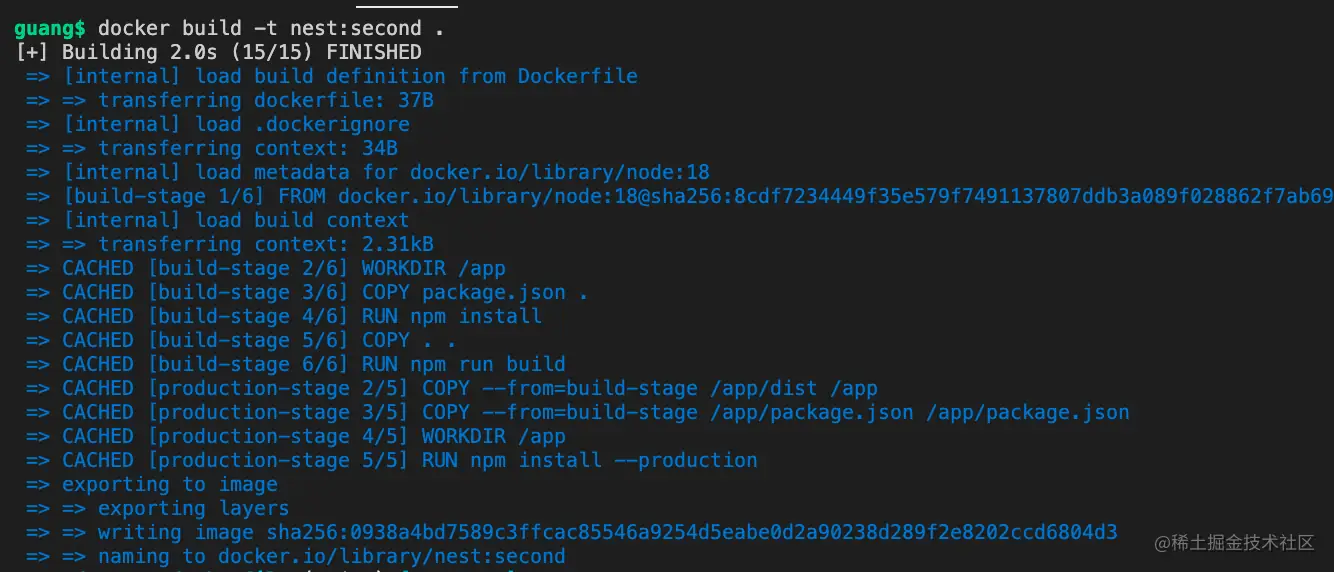 guang$ docker build -t nest:second .
[+] Building 2.0s (15/15) FINISHED
=> [internal] load build definition from Dockerfile
=> => transferring dockerfile: 37B
=> [internal] load .dockerignore
=> => transferring context: 34B
=> [internal] load metadata for docker.io/library/node:18
=> [build-stage 1/6] FROM docker.io/library/node:18@sha256:8cdf7234449f35e579f7491137807ddb3a089f028862f7ab69
=> [internal] load build context
=> => transferring context: 2.31kB
=> CACHED [build-stage 2/6] WORKDIR /app
=> CACHED [build-stage 3/6] COPY package.json .
=> CACHED [build-stage 4/6] RUN npm install
=> CACHED [build-stage 5/6] COPY . .
=> CACHED [build-stage 6/6] RUN npm run build
=> CACHED [production-stage 2/5] COPY --from=build-stage /app/dist /app
=> CACHED [production-stage 3/5] COPY --from=build-stage /app/package.json /app/package.json
=> CACHED [production-stage 4/5] WORKDIR /app
=> CACHED [production-stage 5/5] RUN npm install --production
=> exporting to image
=> => exporting layers
=> => writing image sha256:0938a4bd7589c3ffcac85546a9254d5eabe0d2a90238d289f2e8202ccd6804d3
=> => naming to docker.io/library/nest:second
@稀土掘金技术社区